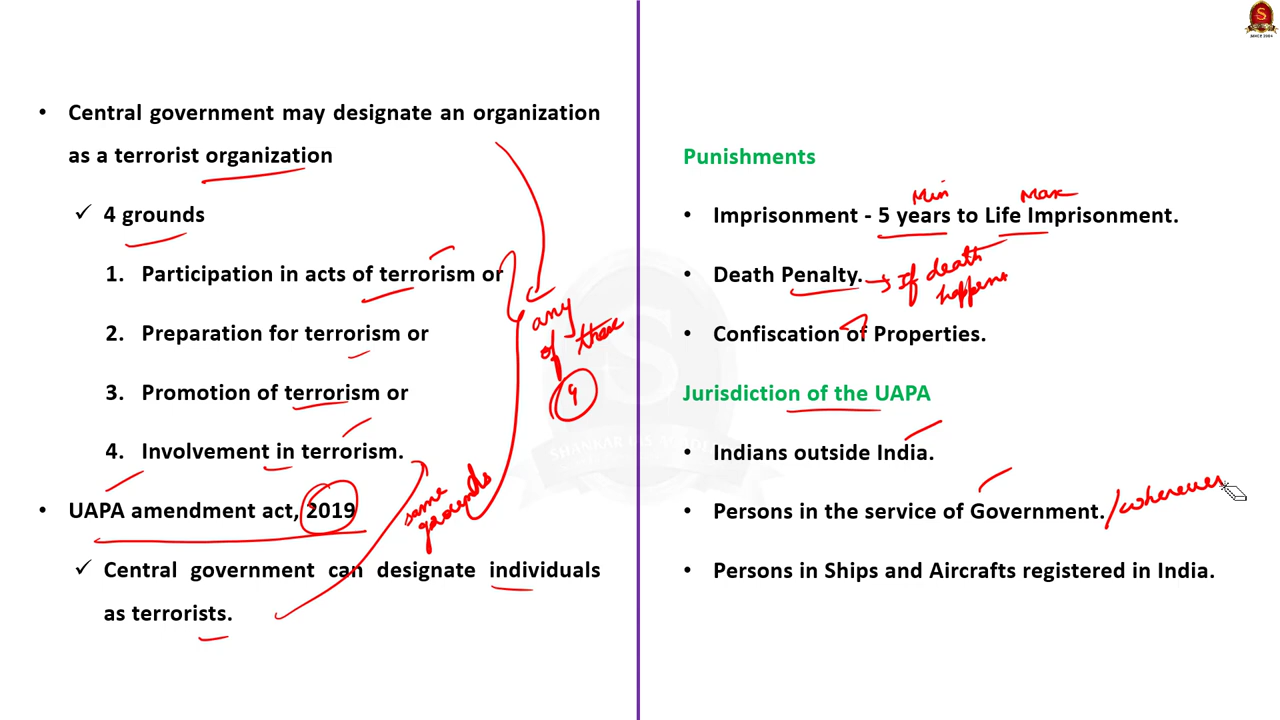 • Central government may designate an organization
as a terrorist organization
✓ 4 grounds
1. Participation in acts of terrorism or
2. Preparation for terrorism or
3. Promotion of terrorism or
4. Involvement in terrorism.
any
of these
4
same
grounds
• UAPA amendment act, 2019
✓ Central government can designate individuals
as terrorists.
S
SINCE 2004
Punishments
Min Max
• Imprisonment - 5 years to Life Imprisonment.
• Death Penalty. → If death
happens
• Confiscation of Properties.
Jurisdiction of the UAPA
• Indians outside India.
• Persons in the service of Government. / wherever
• Persons in Ships and Aircrafts registered in India.